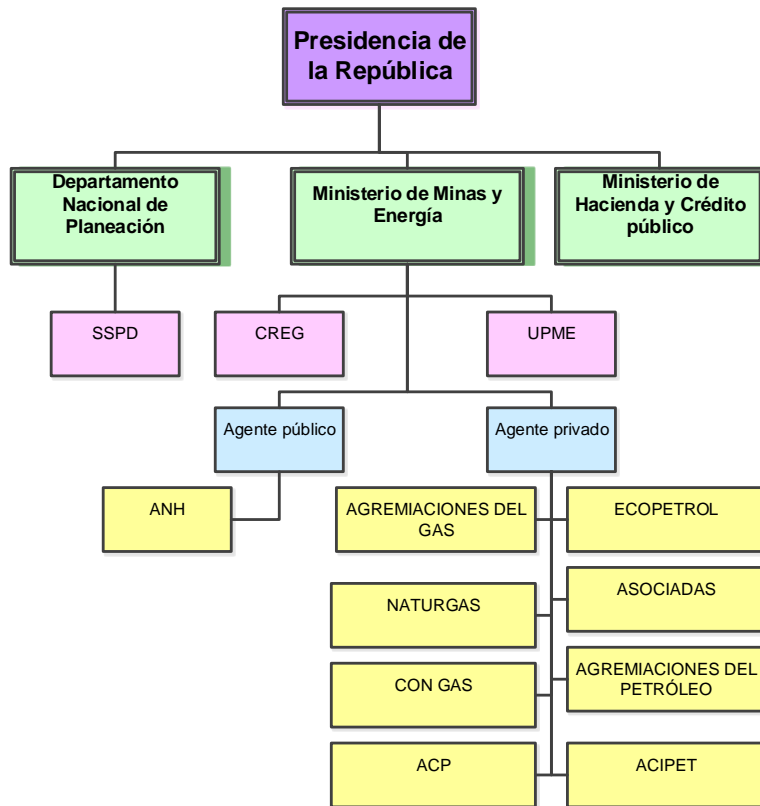 Presidencia de
la República
Departamento
Nacional de
Planeación
Ministerio de Minas y
Energía
Ministerio de
Hacienda y Crédito
público
SSPD
CREG
UPME
Agente público
Agente privado
ANH
AGREMIACIONES DEL
GAS
ECOPETROL
NATURGAS
ASOCIADAS
CON GAS
AGREMIACIONES DEL
PETRÓLEO
ACP
ACIPET